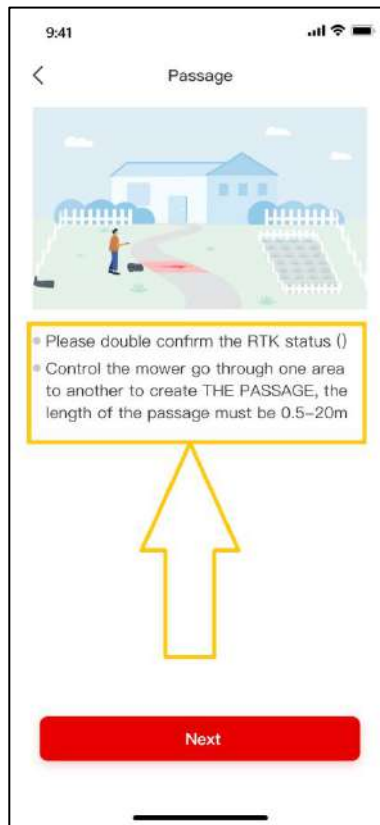 9:41
Passage
Please double confirm the RTK status ()
Control the mower go through one area
to another to create THE PASSAGE, the
length of the passage must be 0.5–20m
Next